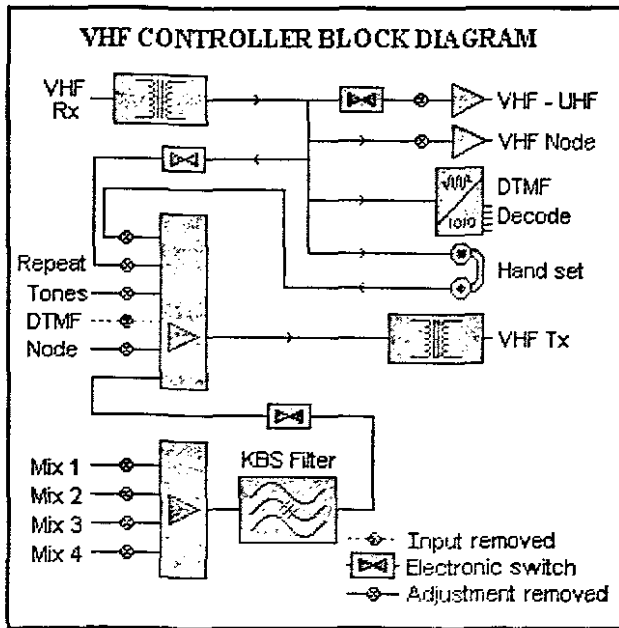 VHF CONTROLLER BLOCK DIAGRAM
VHF
Rx
VHF - UHF
VHF Node
DTMF
Decode
1010
Hand set
Repeat
Tones
DTMF
Node
VHF Tx
KBS Filter
Mix 1
Mix 2
Mix 3
Mix 4
Input removed
Electronic switch
Adjustment removed